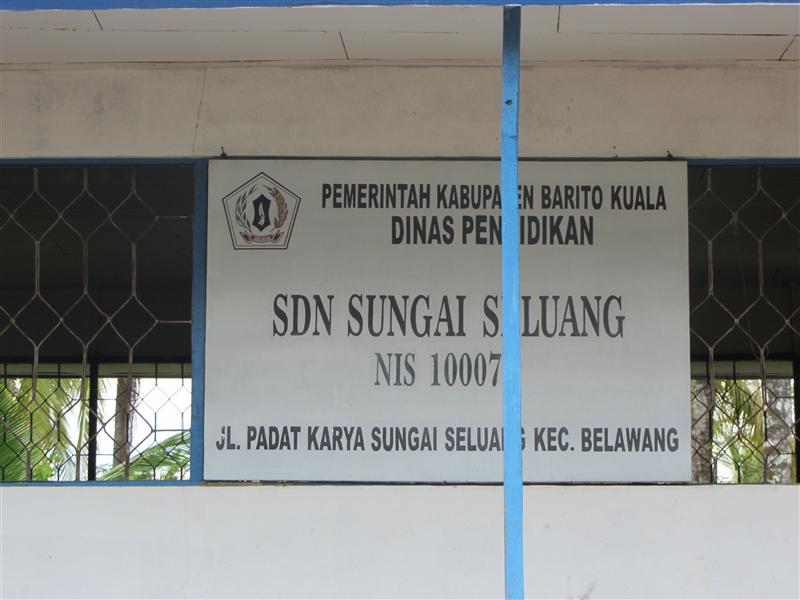 PEMERINTAH KABUPATEN BARITO KUALA
DINAS PENDIDIKAN
SDN SUNGAI SELUANG
NIS 10007
JL. PADAT KARYA SUNGAI SELUANG KEC. BELAWANG